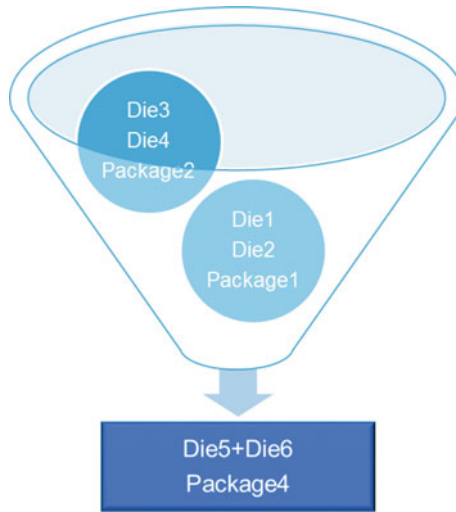 Die3
Die4
Package2
Die1
Die2
Package1
Die5+Die6
Package4